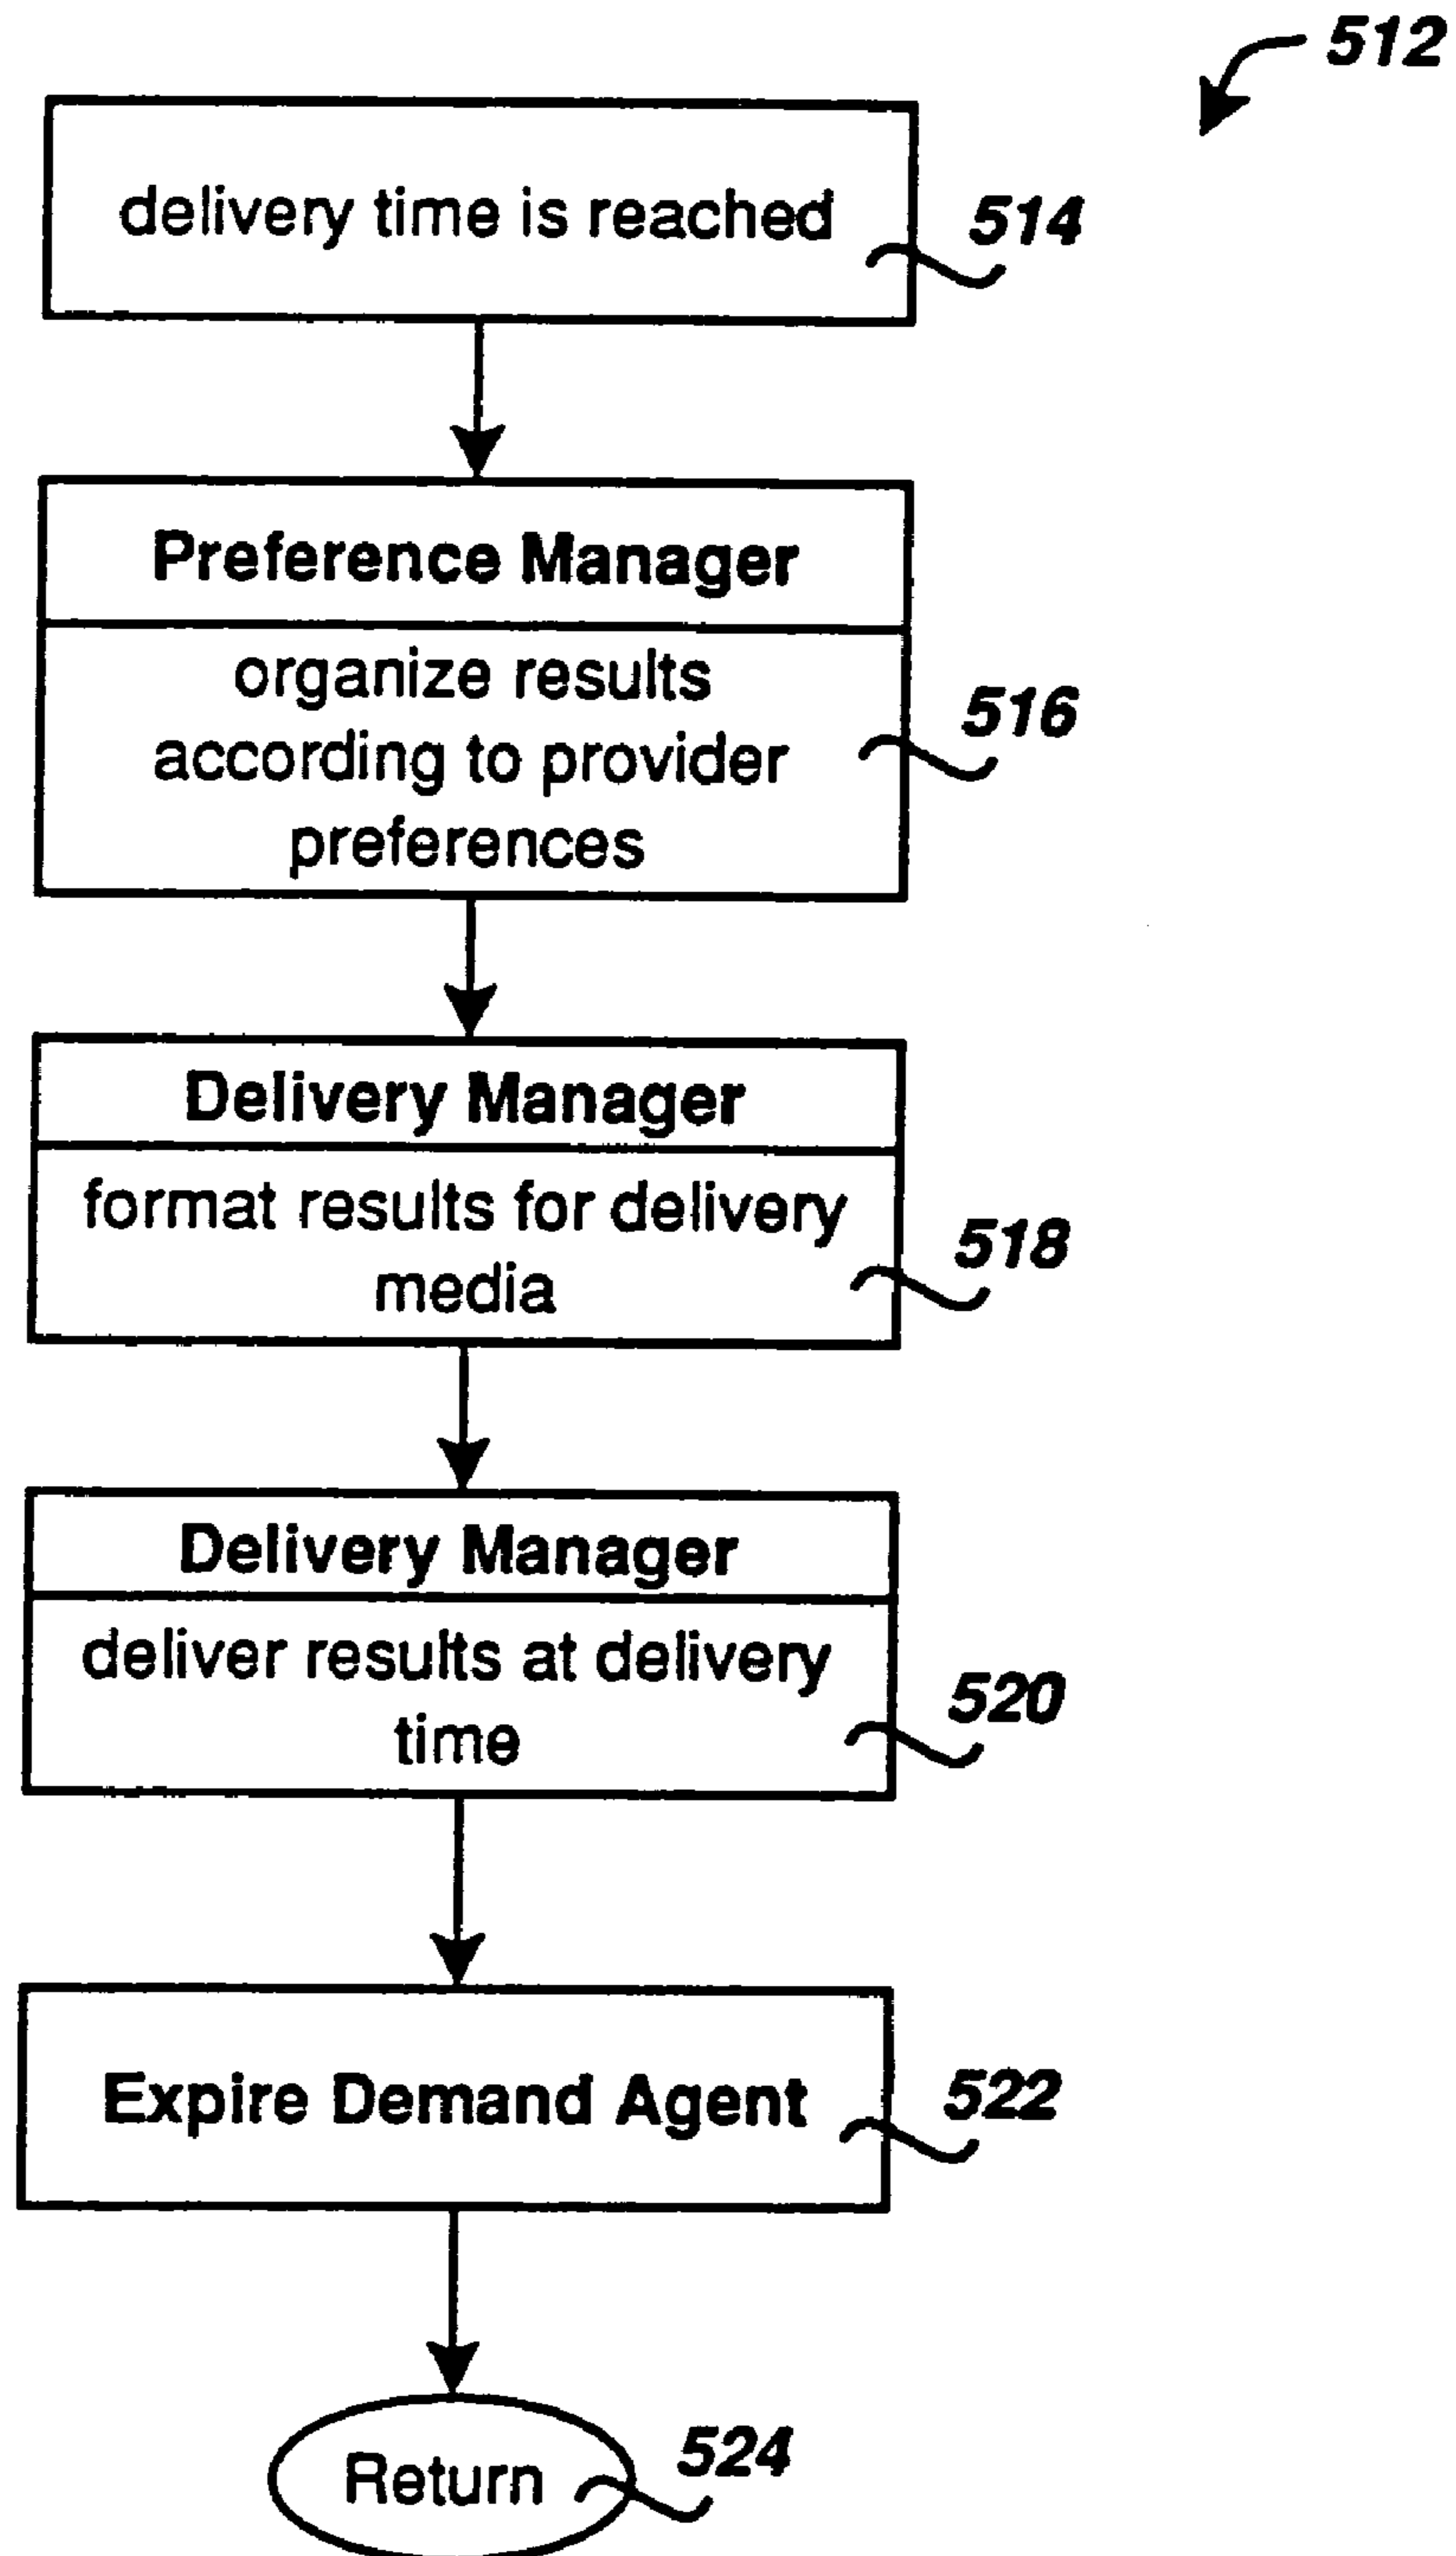 512
delivery time is reached
514
Preference Manager
organize results
according to provider
preferences
516
Delivery Manager
format results for delivery
media
518
Delivery Manager
deliver results at delivery
time
520
Expire Demand Agent
522
Return
524